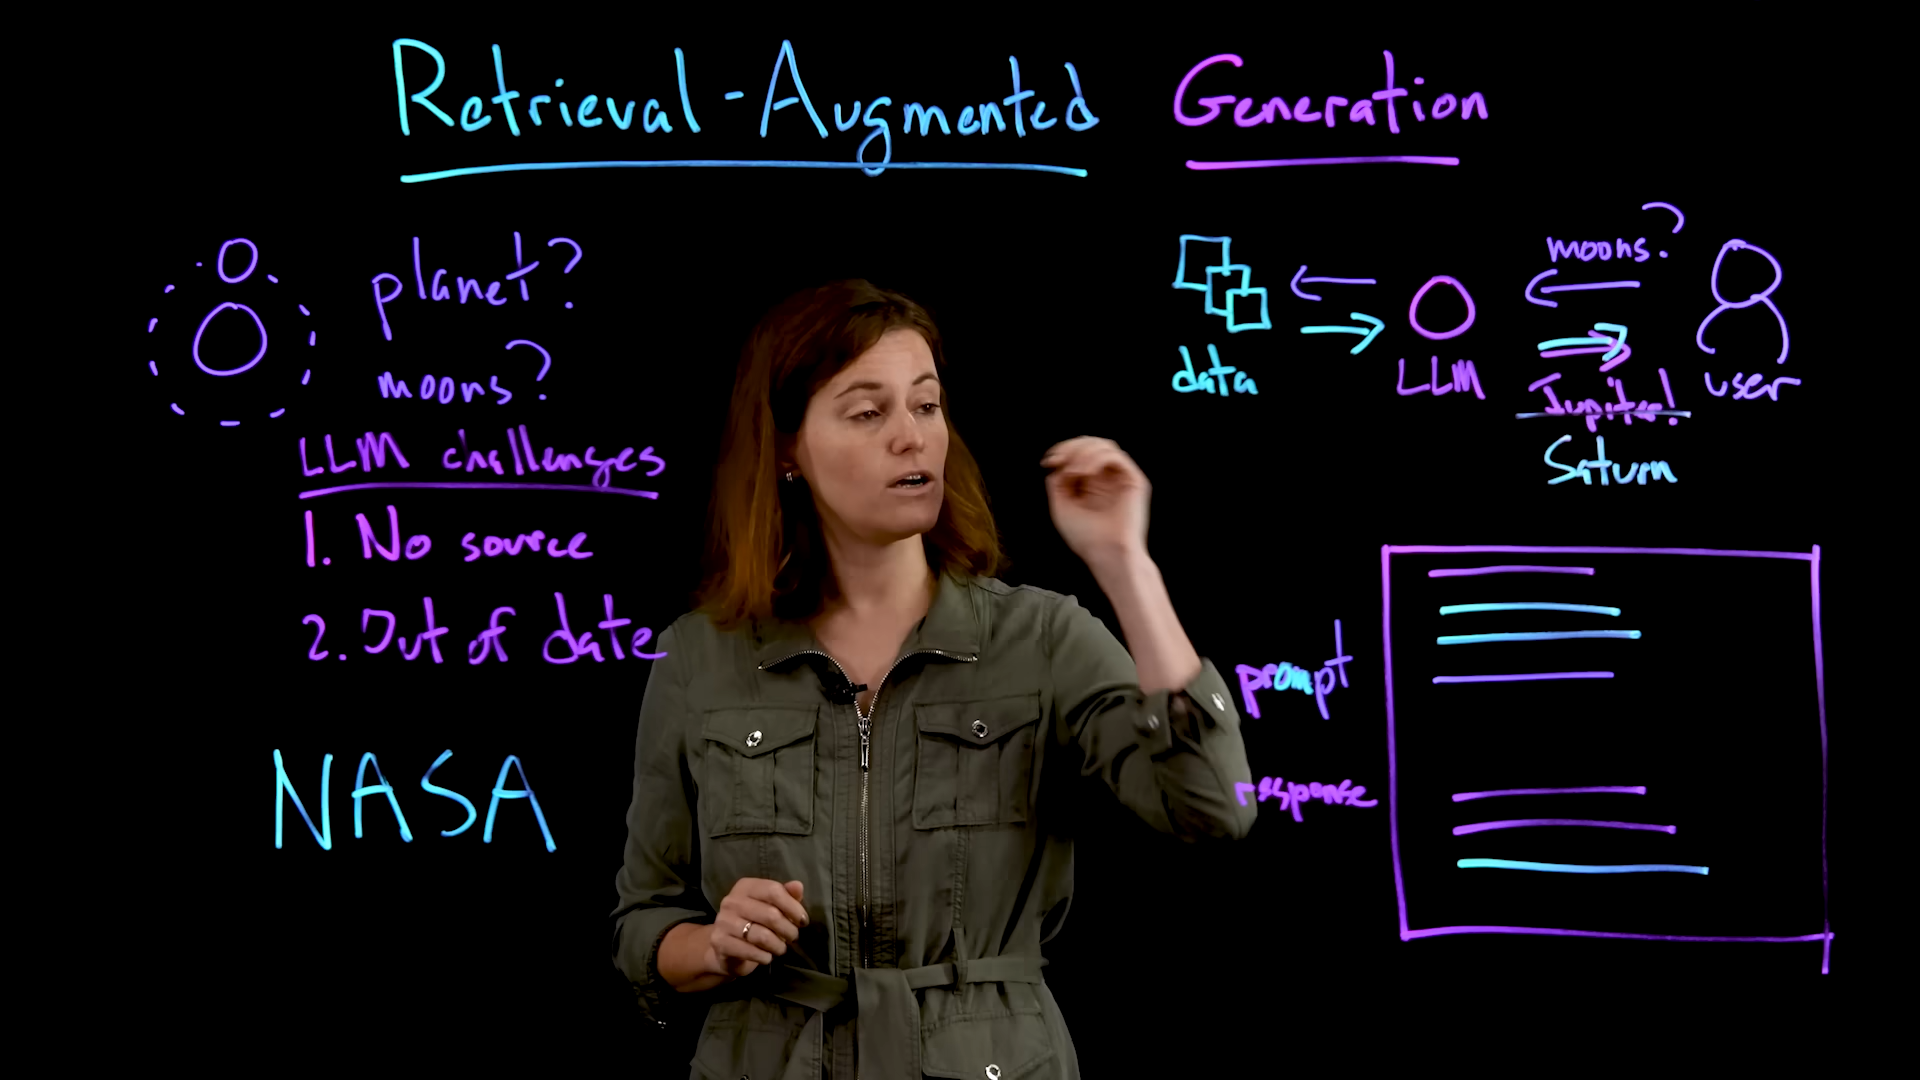 Retrieval-Augmented Generation
planet?
moons?
LLM challenges
1. No source
2. Out of date
NASA
moons?
data
LLM
Jupiter!
user
Saturn
prompt
response